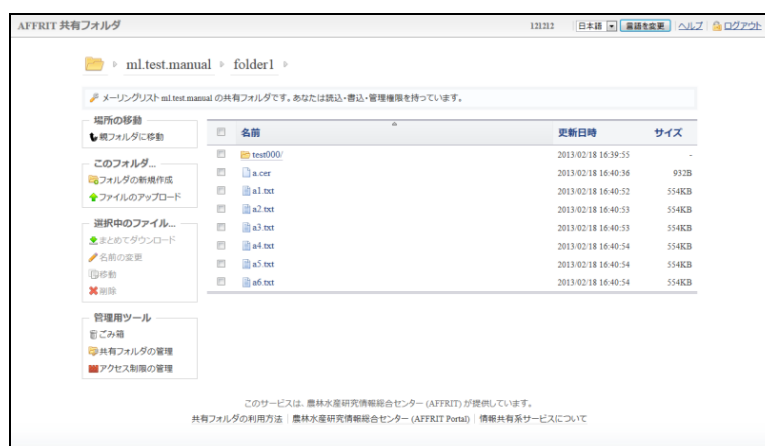 AFFRIT 共有フォルダ 121212 日本語 言語を変更 ヘルプ ログアウト
ml.test.manual folder1
メーリングリスト ml.test.manual の共有フォルダです。あなたは読込・書込・管理権限を持っています。
場所の移動
親フォルダに移動
このフォルダ...
フォルダの新規作成
ファイルのアップロード
選択中のファイル...
まとめてダウンロード
名前の変更
移動
削除
管理用ツール
ごみ箱
共有フォルダの管理
アクセス制限の管理
名前 更新日時 サイズ
test000/ 2013/02/18 16:39:55 -
a.cer 2013/02/18 16:40:36 932B
a1.txt 2013/02/18 16:40:52 554KB
a2.txt 2013/02/18 16:40:53 554KB
a3.txt 2013/02/18 16:40:53 554KB
a4.txt 2013/02/18 16:40:54 554KB
a5.txt 2013/02/18 16:40:54 554KB
a6.txt 2013/02/18 16:40:54 554KB
このサービスは、農林水産研究情報総合センター (AFFRIT) が提供しています。
共有フォルダの利用方法 | 農林水産研究情報総合センター (AFFRIT Portal) | 情報共有系サービスについて